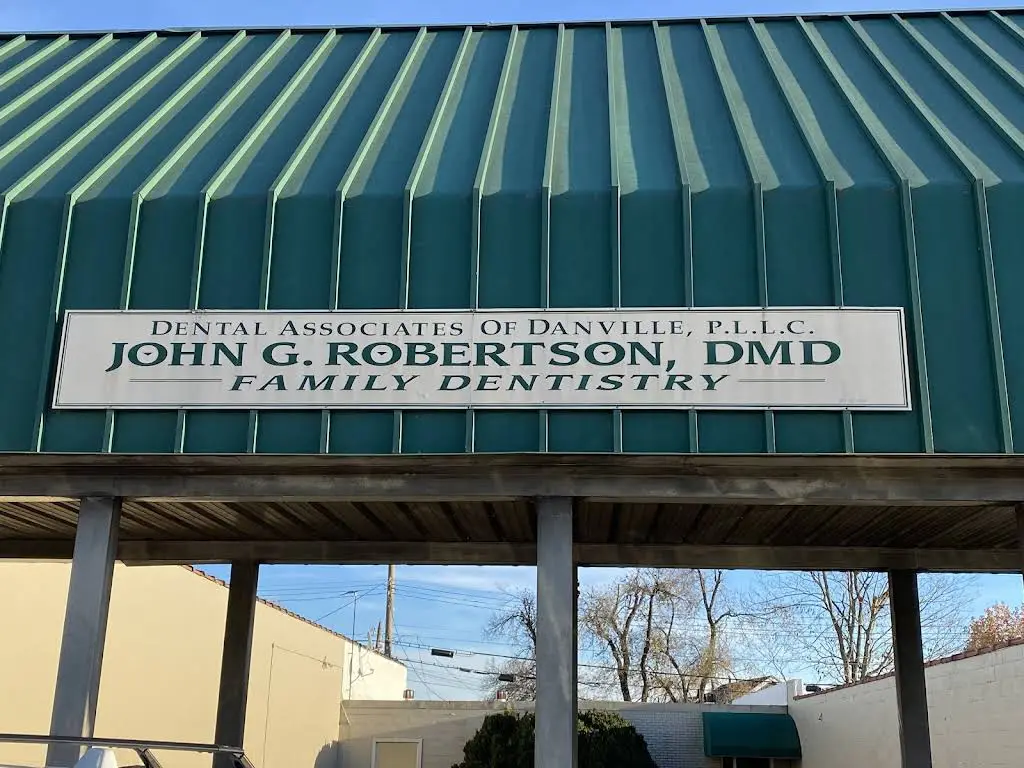 DENTAL ASSOCIATES OF DANVILLE, P.L.L.C.
JOHN G. ROBERTSON, DMD
FAMILY DENTISTRY